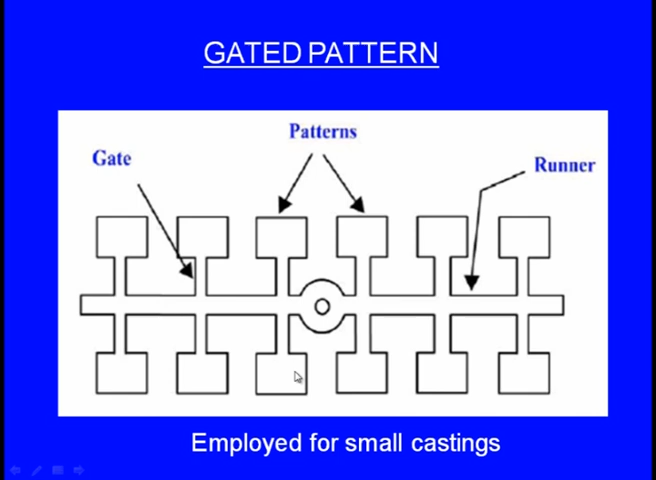 GATED PATTERN
Patterns
Gate
Runner
Employed for small castings